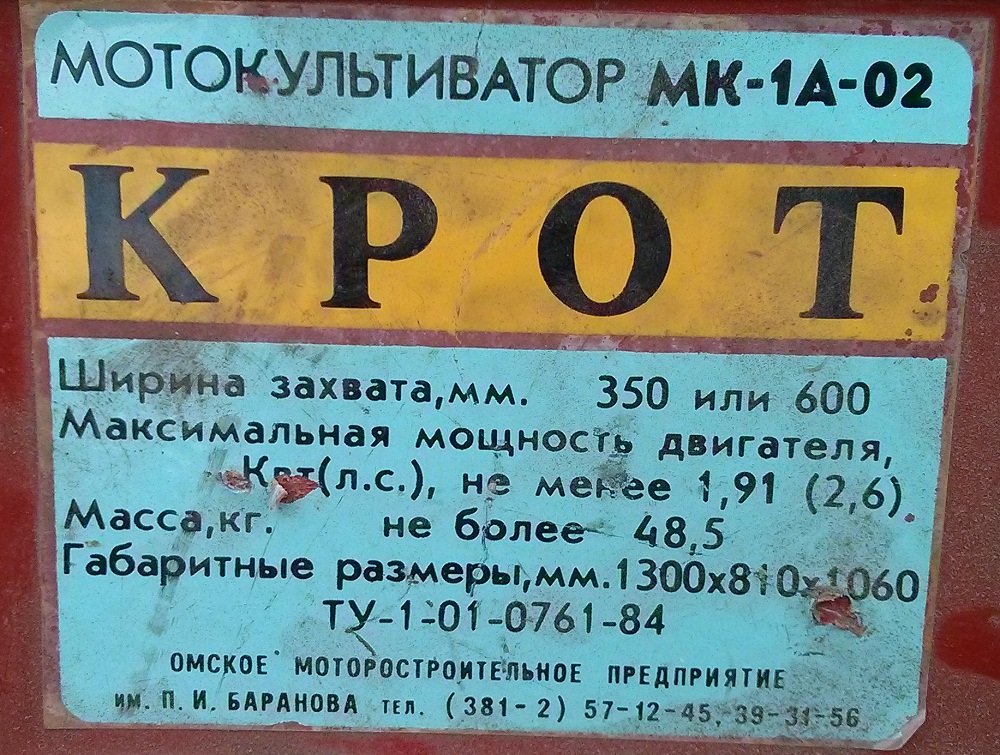 МОТОКУЛЬТИВАТОР МК-1А-02
КРОТ
Ширина захвата,мм. 350 или 600
Максимальная мощность двигателя,
Квт(л.с.), не менее 1,91 (2,6)
Масса,кг. не более 48,5
Габаритные размеры,мм.1300х810х1060
ТУ-1-01-0761-84
ОМСКОЕ МОТОРОСТРОИТЕЛЬНОЕ ПРЕДПРИЯТИЕ
им. П. И. БАРАНОВА тел. (381-2) 57-12-45, 39-31-56